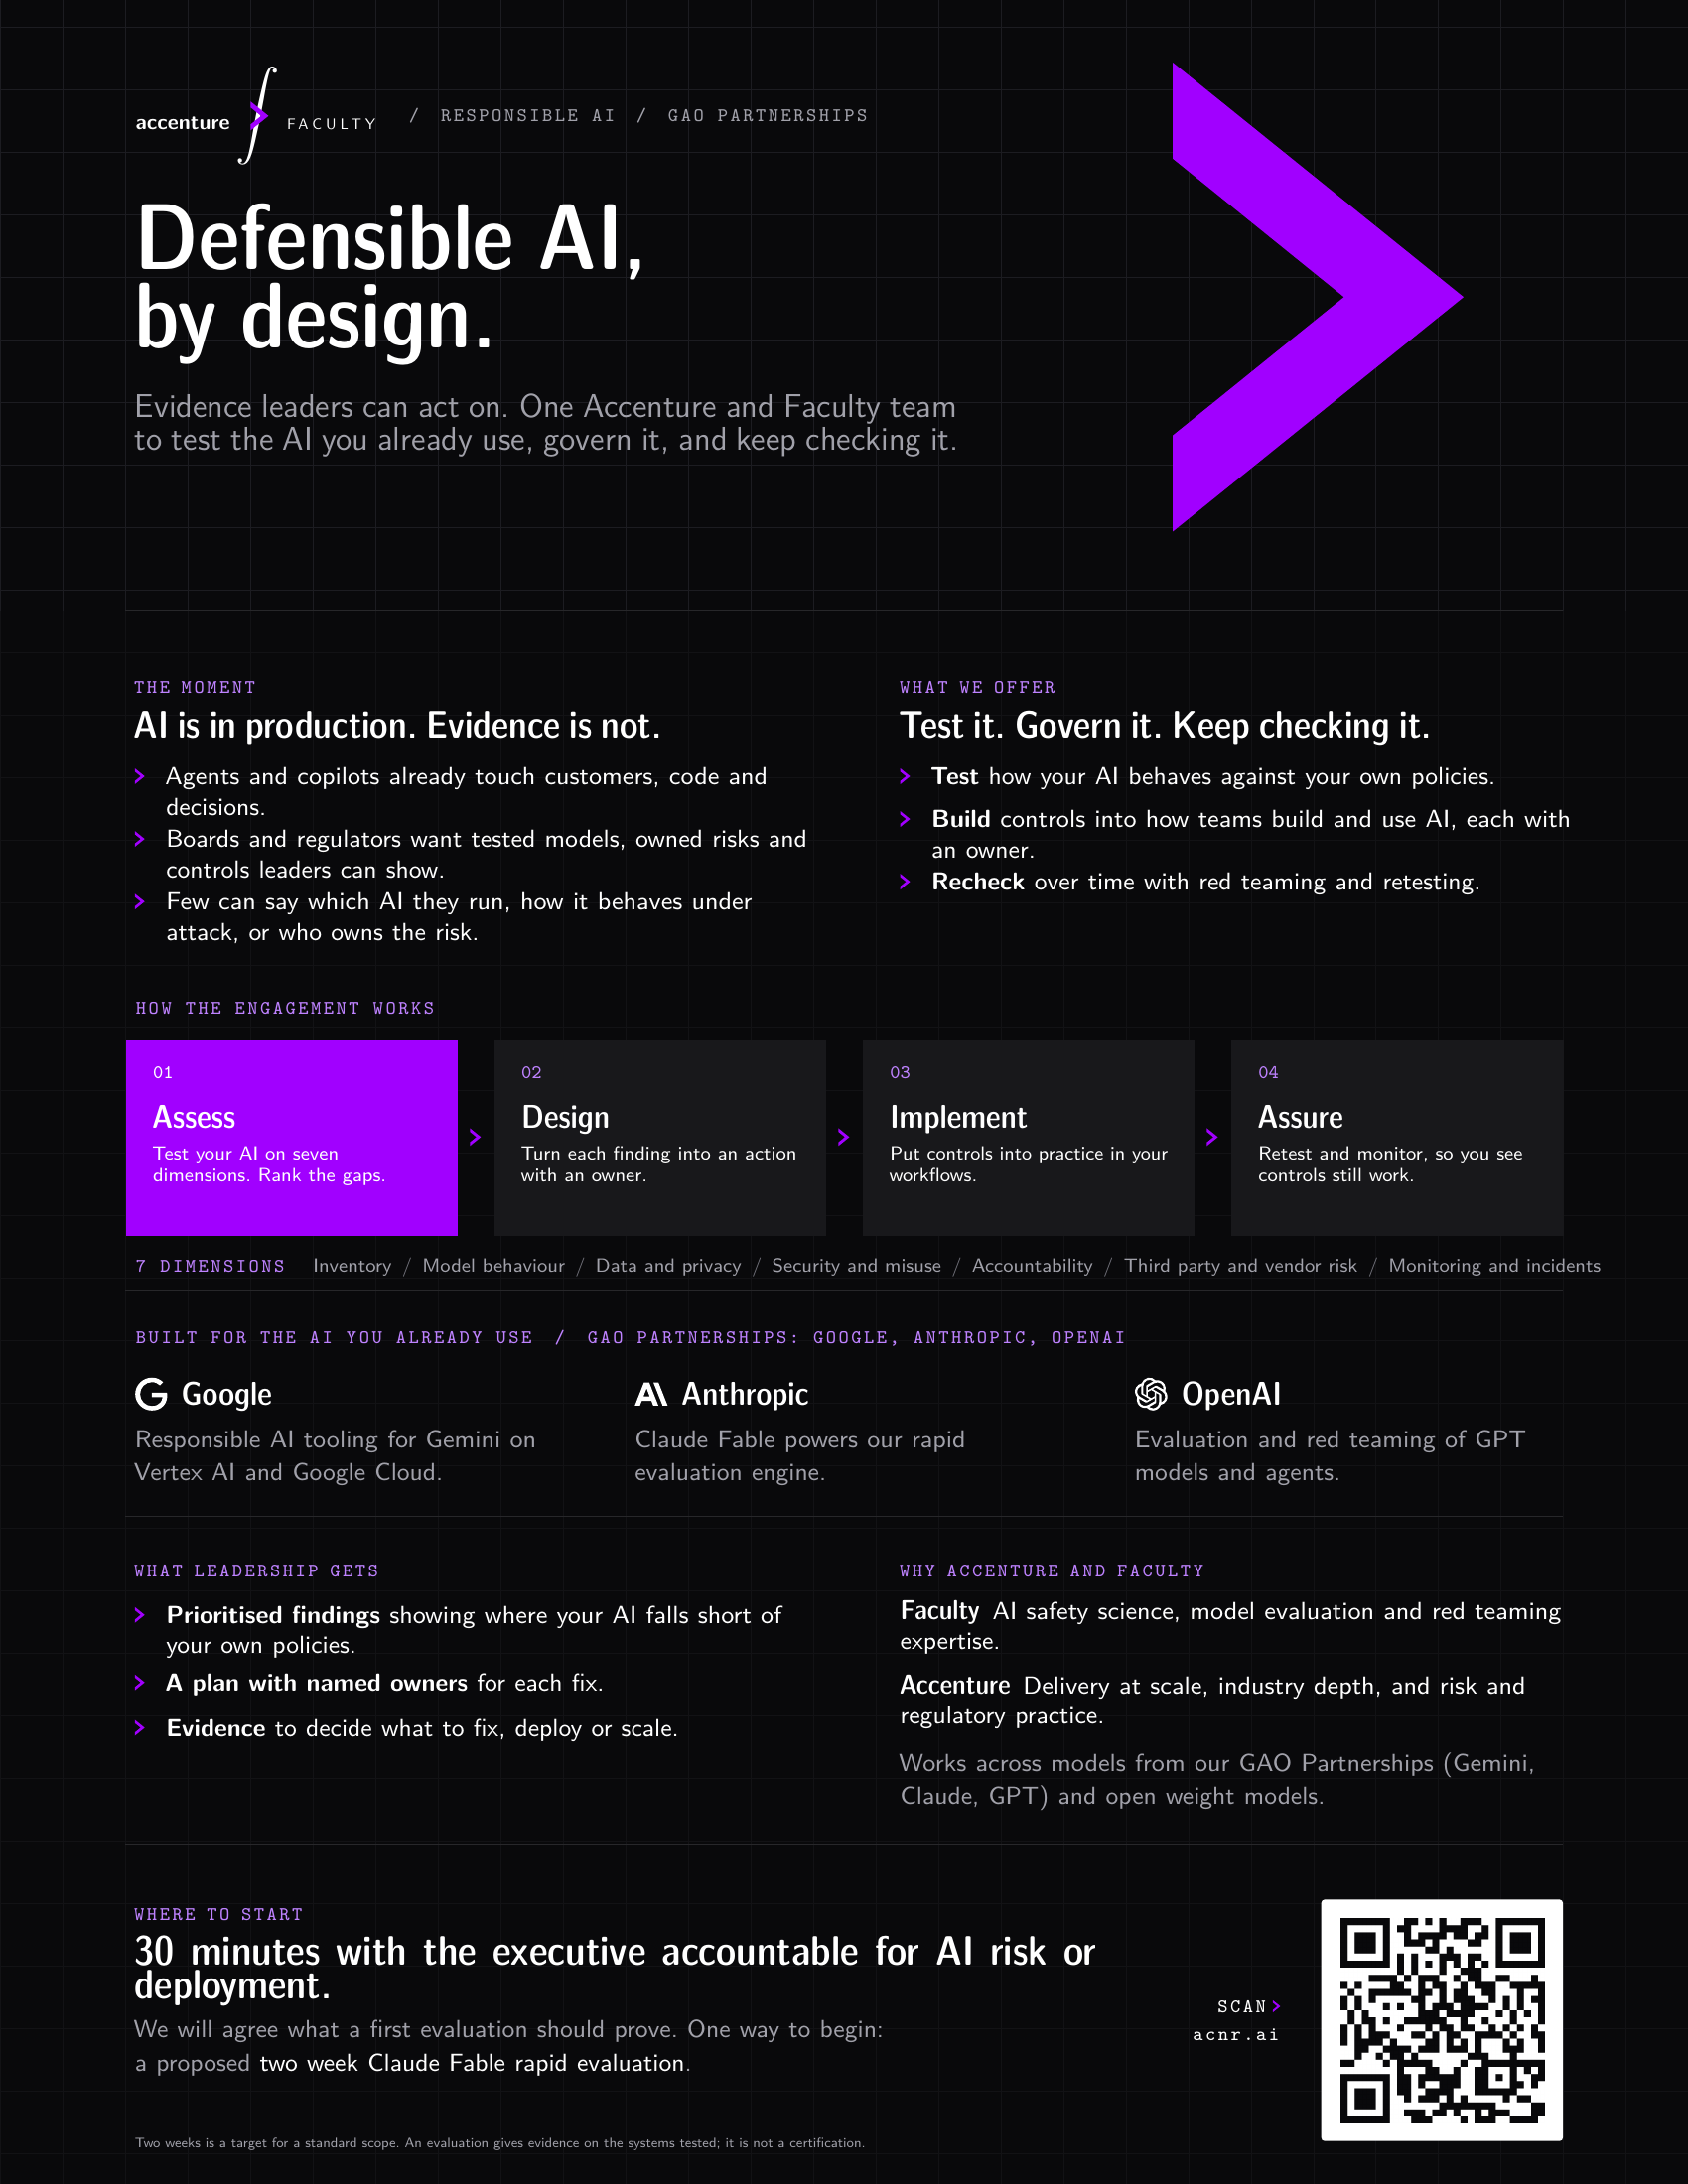 accenture FACULTY / RESPONSIBLE AI / GAO PARTNERSHIPS
Defensible AI,
by design.
Evidence leaders can act on. One Accenture and Faculty team
to test the AI you already use, govern it, and keep checking it.
THE MOMENT
AI is in production. Evidence is not.
Agents and copilots already touch customers, code and
decisions.
Boards and regulators want tested models, owned risks and
controls leaders can show.
Few can say which AI they run, how it behaves under
attack, or who owns the risk.
WHAT WE OFFER
Test it. Govern it. Keep checking it.
Test how your AI behaves against your own policies.
Build controls into how teams build and use AI, each with
an owner.
Recheck over time with red teaming and retesting.
HOW THE ENGAGEMENT WORKS
01
Assess
Test your AI on seven
dimensions. Rank the gaps.
02
Design
Turn each finding into an action
with an owner.
03
Implement
Put controls into practice in your
workflows.
04
Assure
Retest and monitor, so you see
controls still work.
7 DIMENSIONS Inventory / Model behaviour / Data and privacy / Security and misuse / Accountability / Third party and vendor risk / Monitoring and incidents
BUILT FOR THE AI YOU ALREADY USE / GAO PARTNERSHIPS: GOOGLE, ANTHROPIC, OPENAI
Google
Responsible AI tooling for Gemini on
Vertex AI and Google Cloud.
Anthropic
Claude Fable powers our rapid
evaluation engine.
OpenAI
Evaluation and red teaming of GPT
models and agents.
WHAT LEADERSHIP GETS
Prioritised findings showing where your AI falls short of
your own policies.
A plan with named owners for each fix.
Evidence to decide what to fix, deploy or scale.
WHY ACCENTURE AND FACULTY
Faculty AI safety science, model evaluation and red teaming
expertise.
Accenture Delivery at scale, industry depth, and risk and
regulatory practice.
Works across models from our GAO Partnerships (Gemini,
Claude, GPT) and open weight models.
WHERE TO START
30 minutes with the executive accountable for AI risk or
deployment.
We will agree what a first evaluation should prove. One way to begin:
a proposed two week Claude Fable rapid evaluation.
SCAN
acnr.ai
Two weeks is a target for a standard scope. An evaluation gives evidence on the systems tested; it is not a certification.